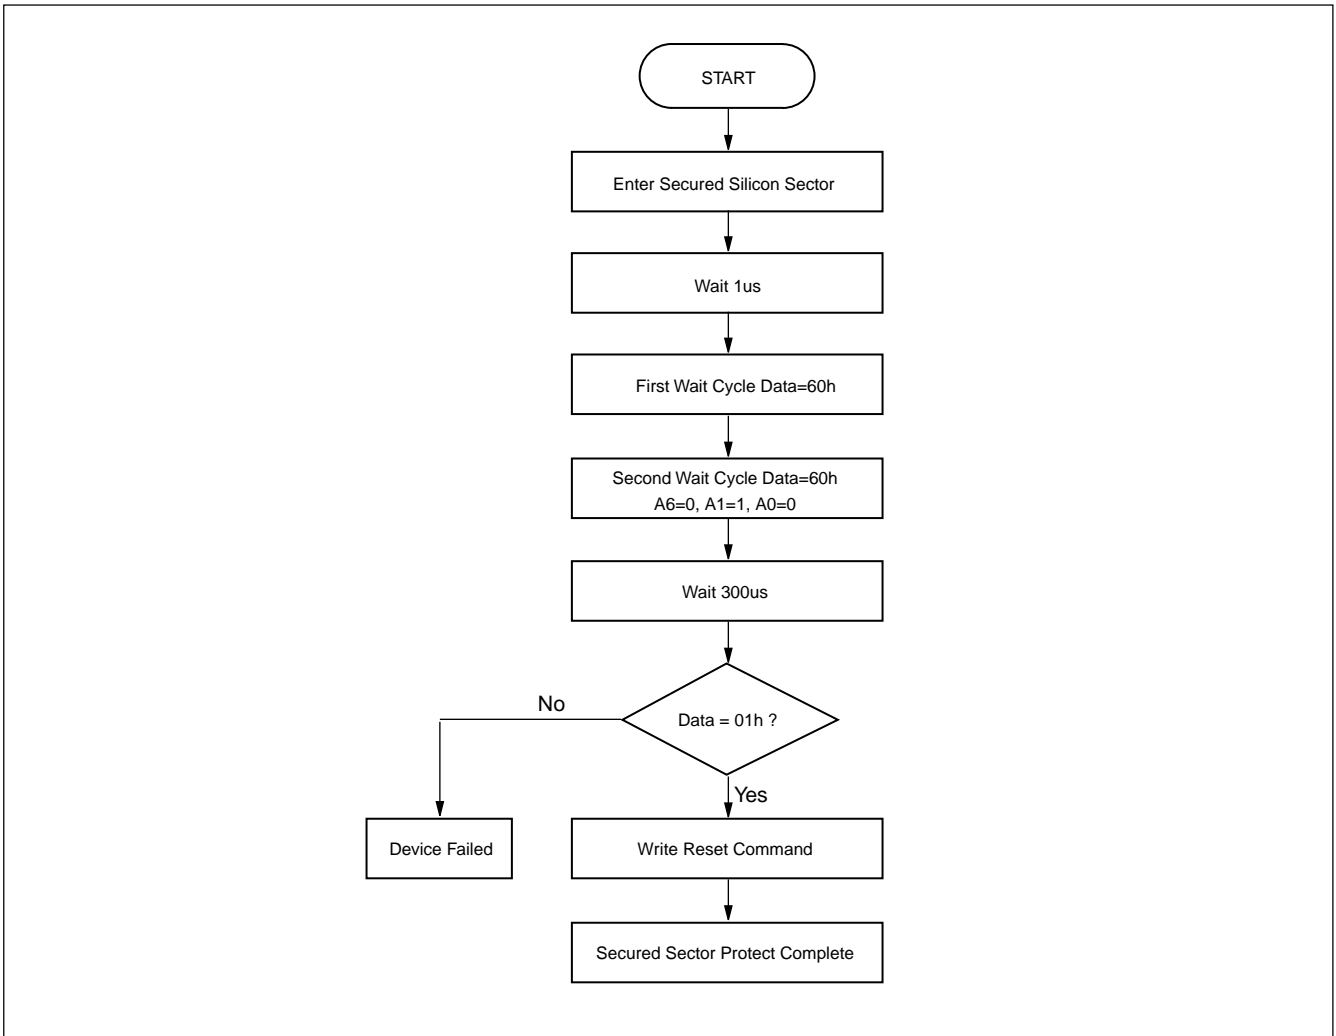 START
Enter Secured Silicon Sector
Wait 1us
First Wait Cycle Data=60h
Second Wait Cycle Data=60h
A6=0, A1=1, A0=0
Wait 300us
No
Data = 01h ?
Yes
Device Failed
Write Reset Command
Secured Sector Protect Complete